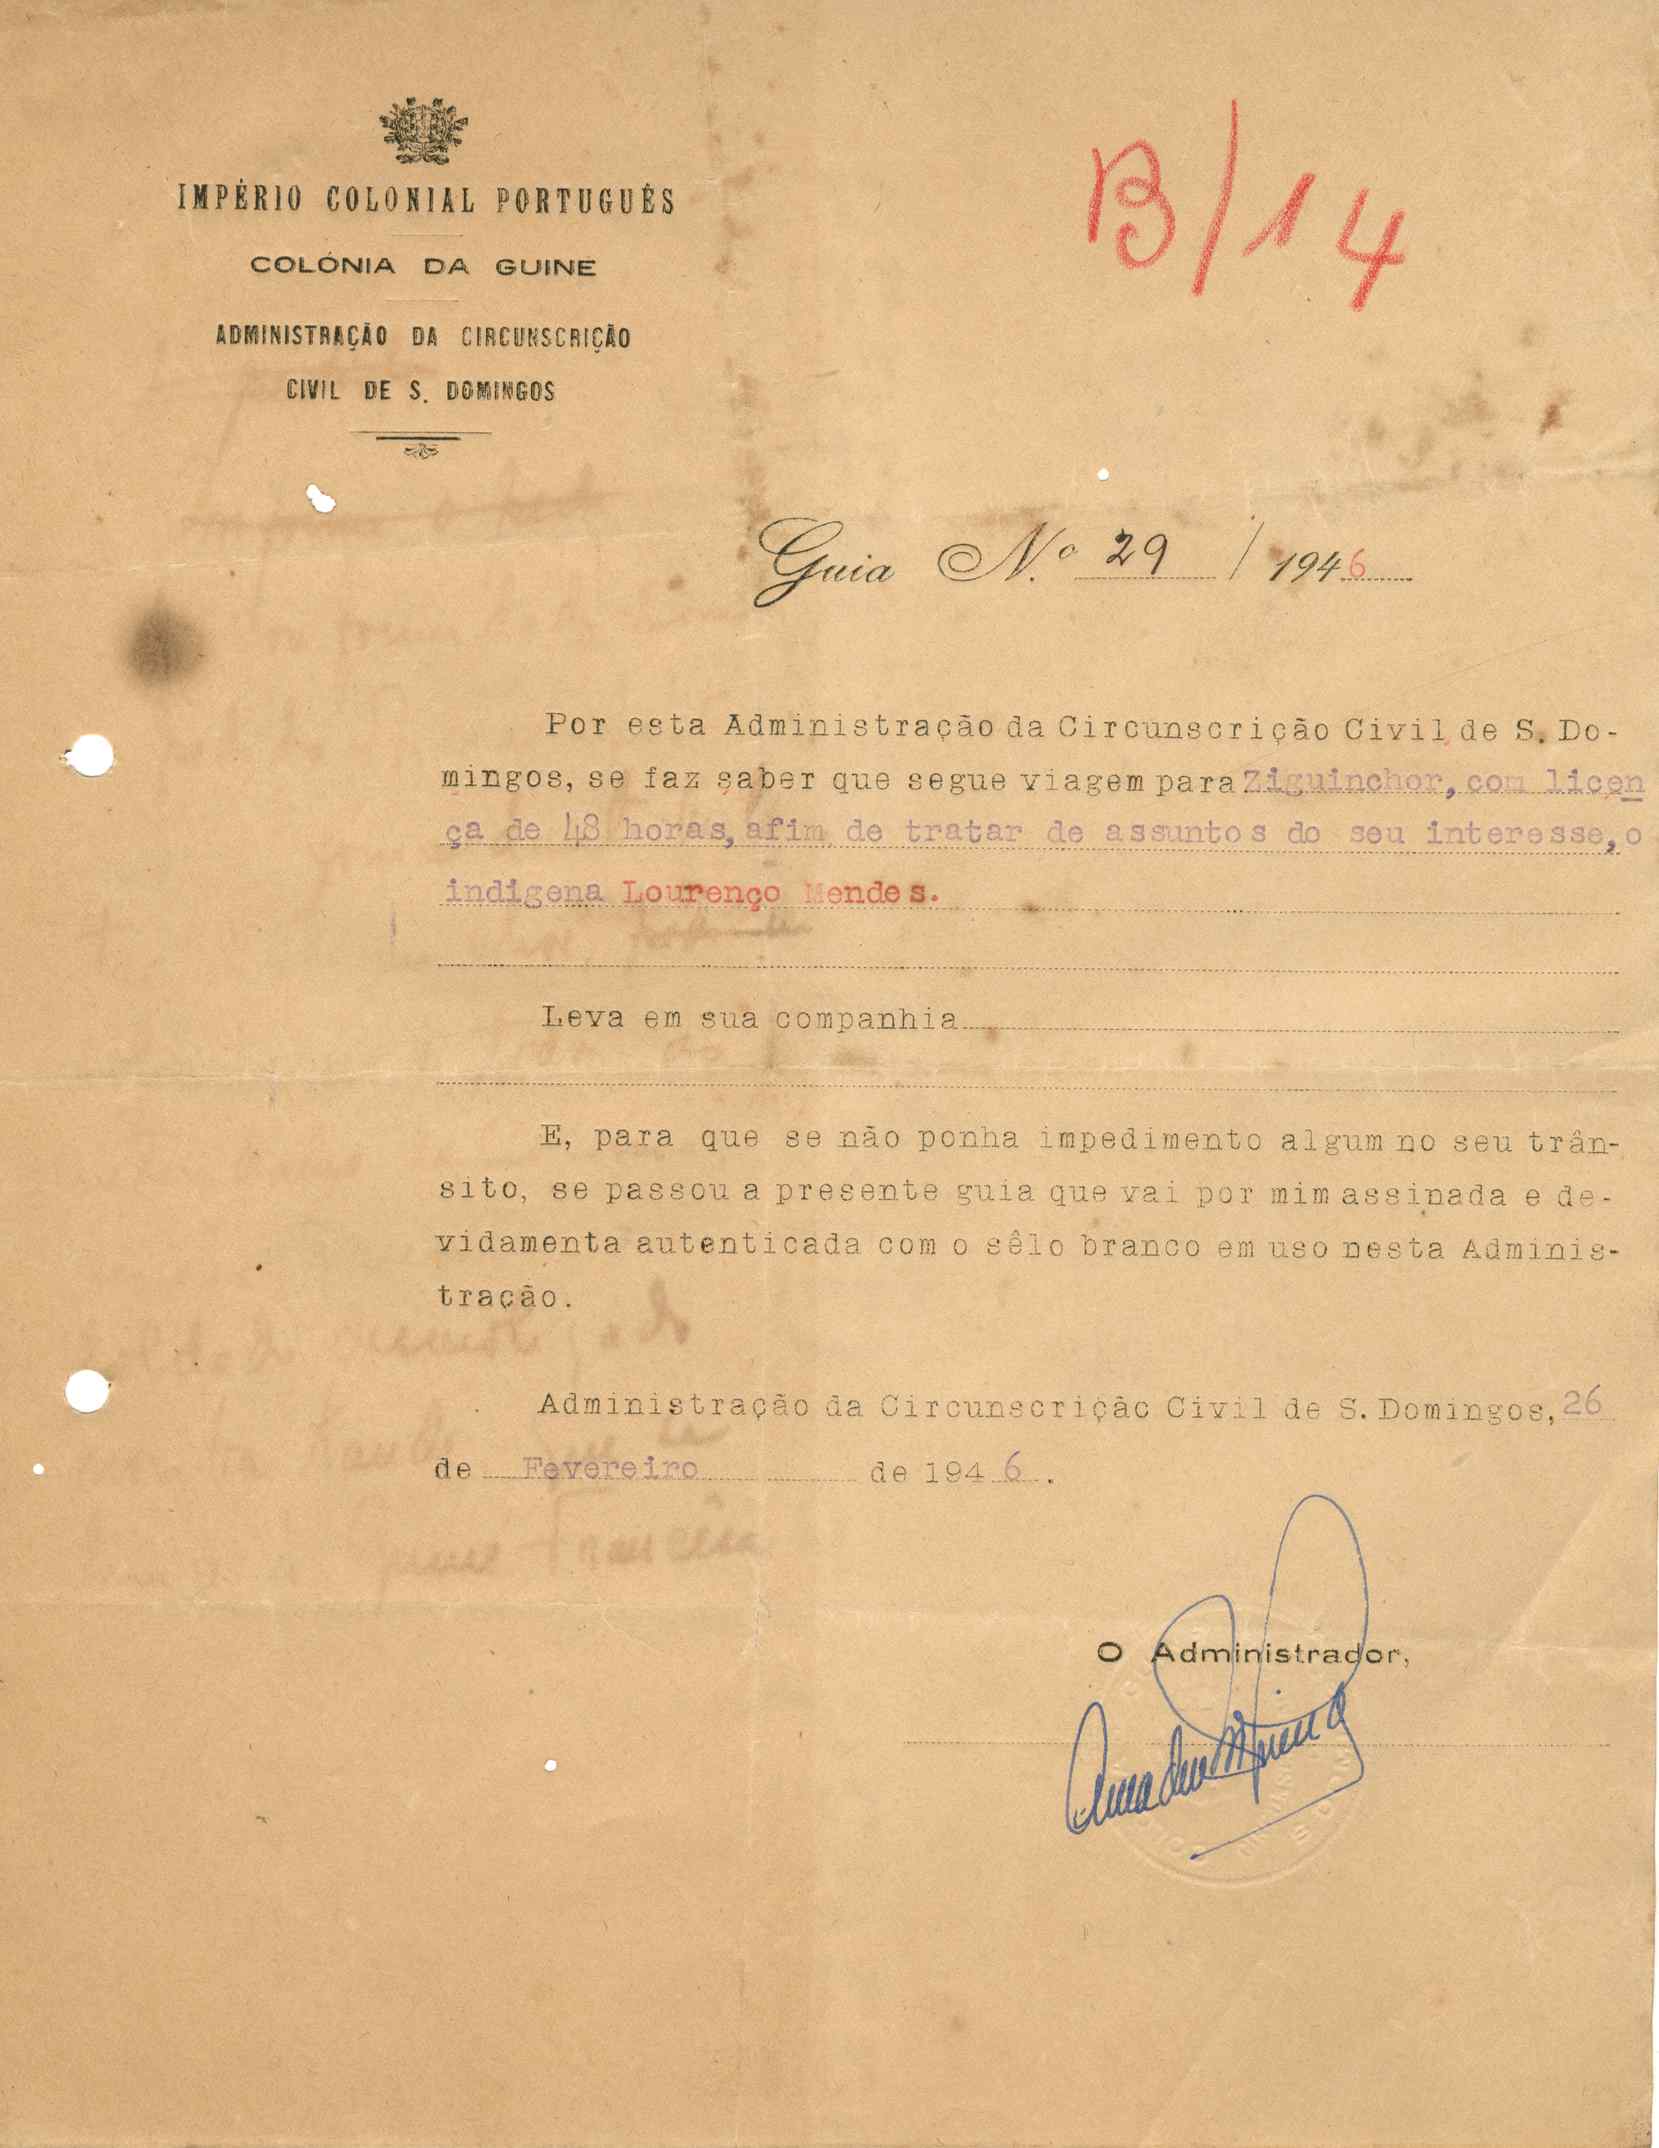 B/14
IMPÉRIO COLONIAL PORTUGUÊS
COLÓNIA DA GUINE
ADMINISTRAÇÃO DA CIRCUNSCRIÇÃO
CIVIL DE S. DOMINGOS
Guia N.º 29 / 1946
Por esta Administração da Circunscrição Civil de S. Do-
mingos, se faz saber que segue viagem para Ziguinchor, com licen
ça de 48 horas, afim de tratar de assuntos do seu interesse, o
indigena Lourenço Mendes.
Leva em sua companhia
E, para que se não ponha impedimento algum no seu trân-
sito, se passou a presente guia que vai por mim assinada e de-
vidamenta autenticada com o sêlo branco em uso nesta Adminis-
tração.
Administração da Circunscrição Civil de S. Domingos, 26
de Fevereiro de 1946.
O Administrador,